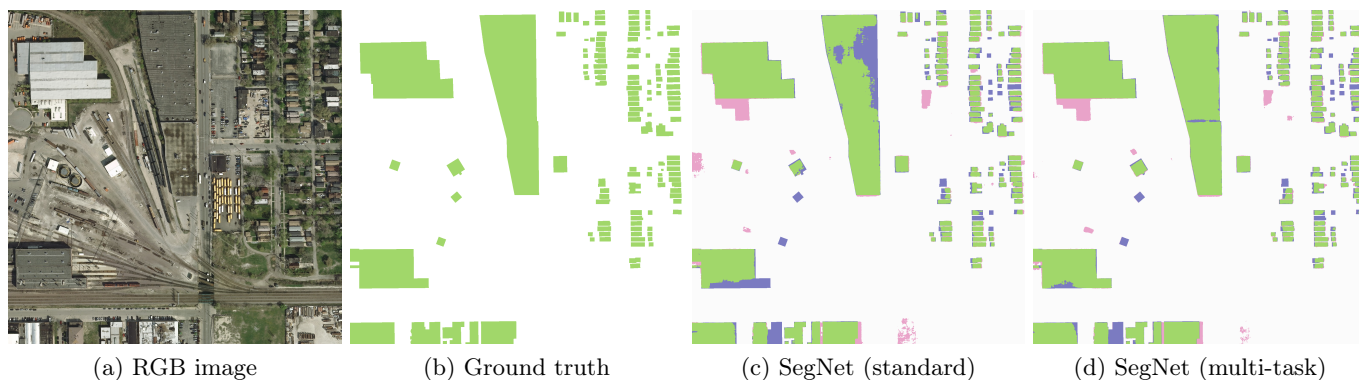 (a) RGB image
(b) Ground truth
(c) SegNet (standard)
(d) SegNet (multi-task)